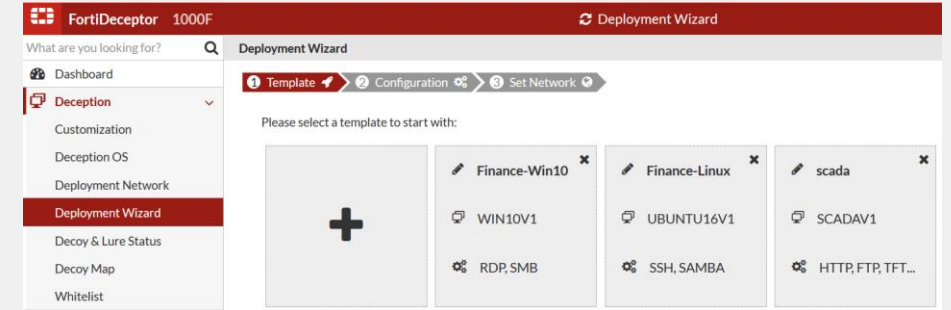 FortiDeceptor 1000F
Deployment Wizard
What are you looking for?
Deployment Wizard
Dashboard
Deception
Customization
Deception OS
Deployment Network
Deployment Wizard
Decoy & Lure Status
Decoy Map
Whitelist
1 Template
2 Configuration
3 Set Network
Please select a template to start with:
Finance-Win10
WIN10V1
RDP, SMB
Finance-Linux
UBUNTU16V1
SSH, SAMBA
scada
SCADAV1
HTTP, FTP, TFT...